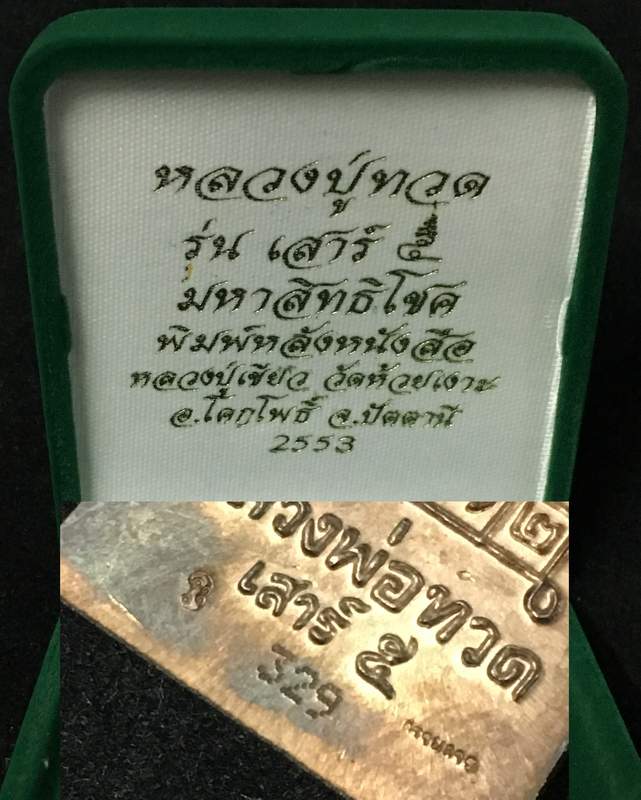 หลวงปู่ทวด
รุ่น เสาร์ ๕
มหาสิทธิโชค
พิมพ์หลังหนังสือ
หลวงปู่เขียว วัดห้วยเงาะ
อ.โคกโพธิ์ จ.ปัตตานี
2553
๒
หลวงพ่อทวด
เสาร์ ๕
329